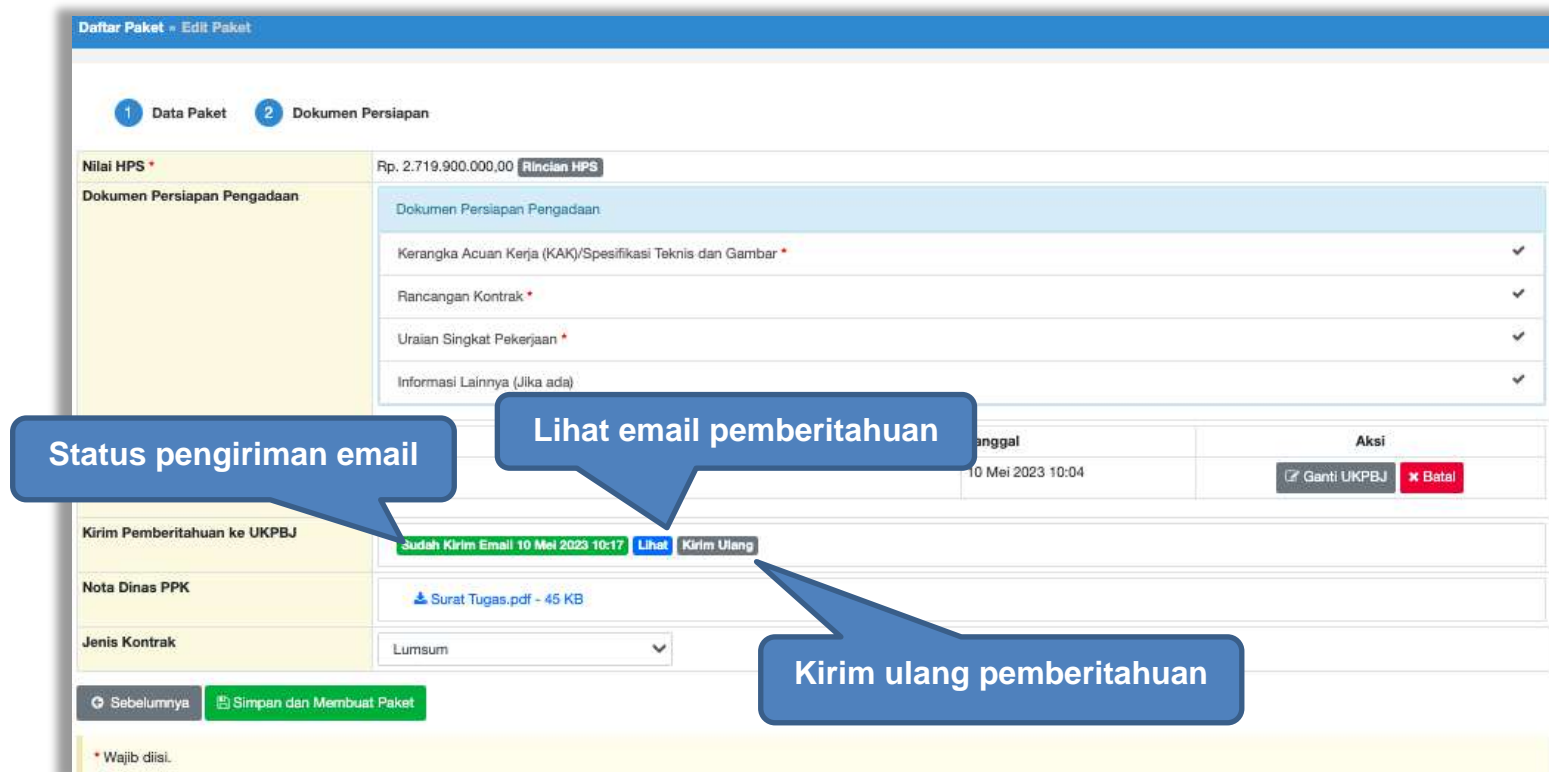 Daftar Paket » Edit Paket
1 Data Paket 2 Dokumen Persiapan
Nilai HPS * Rp. 2.719.900.000,00 Rincian HPS
Dokumen Persiapan Pengadaan
Dokumen Persiapan Pengadaan
Kerangka Acuan Kerja (KAK)/Spesifikasi Teknis dan Gambar *
Rancangan Kontrak *
Uraian Singkat Pekerjaan *
Informasi Lainnya (Jika ada)
Status pengiriman email
Lihat email pemberitahuan
anggal Aksi
10 Mei 2023 10:04 Ganti UKPBJ Batal
Kirim Pemberitahuan ke UKPBJ Sudah Kirim Email 10 Mei 2023 10:17 Lihat Kirim Ulang
Nota Dinas PPK Surat Tugas.pdf - 45 KB
Jenis Kontrak Lumsum
Kirim ulang pemberitahuan
Sebelumnya Simpan dan Membuat Paket
* Wajib diisi.